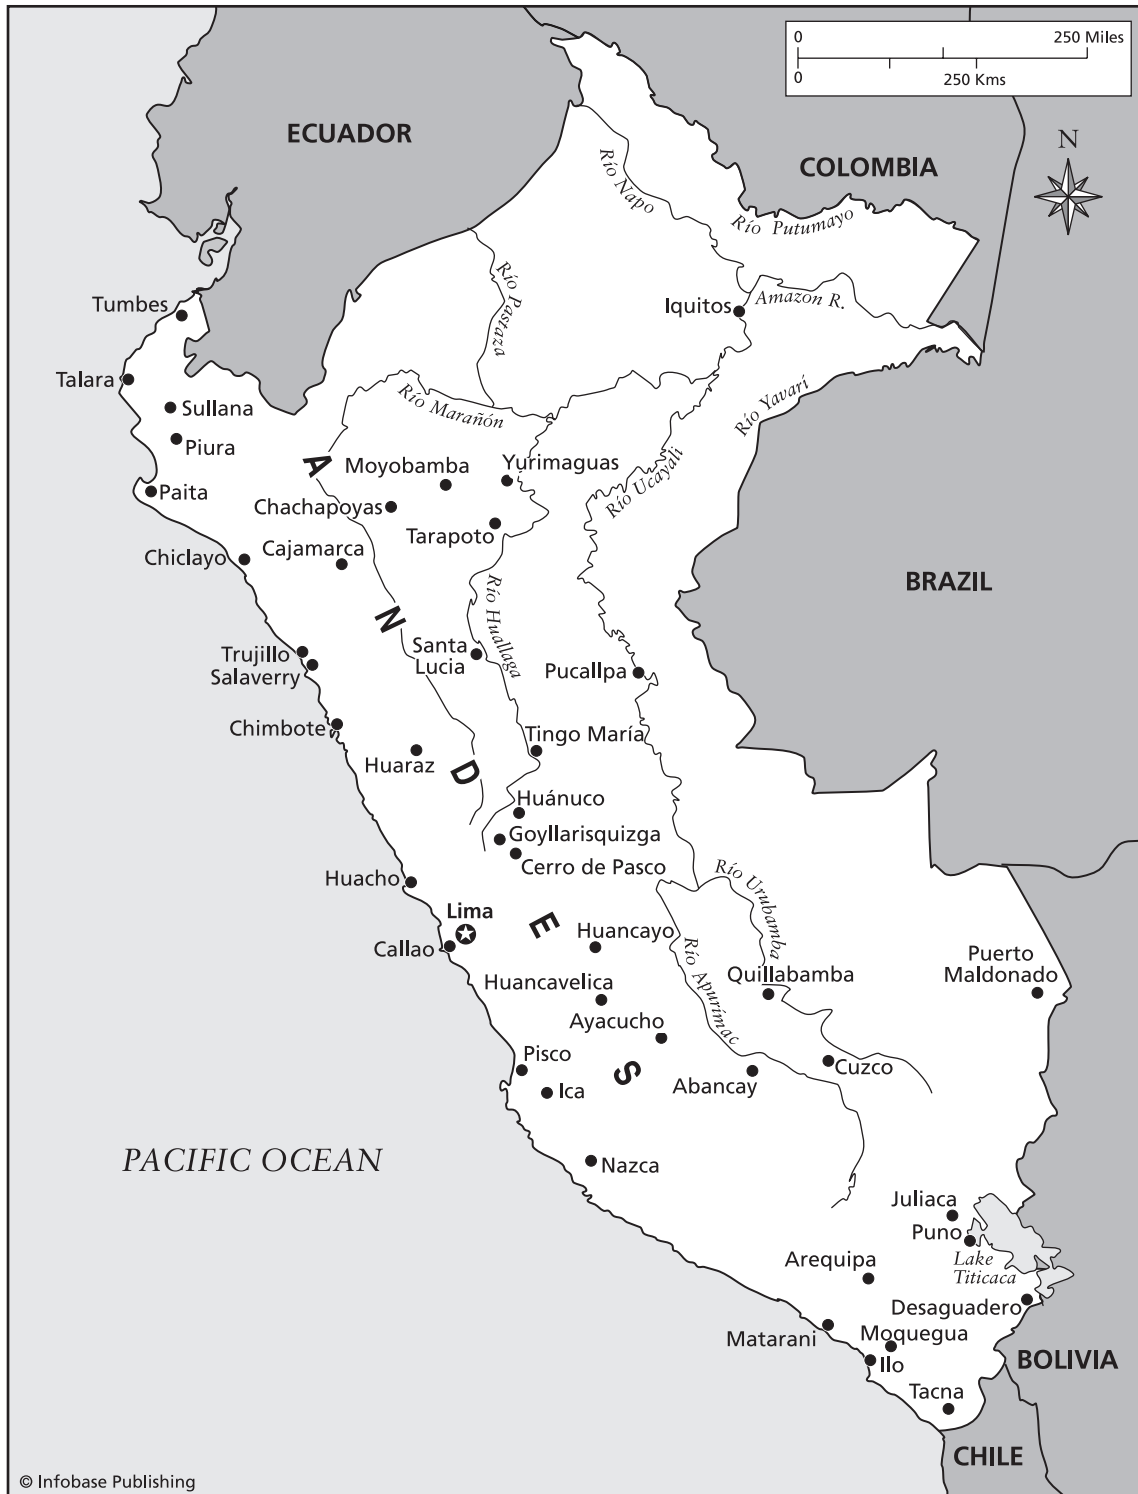 0
250 Miles
0
250 Kms
N
ECUADOR
COLOMBIA
Río Napo
Río Putumayo
Río Pastaza
Tumbes
Iquitos
Amazon R.
Talara
Sullana
Río Marañón
Río Yavarí
Piura
A
Moyobamba
Yurimaguas
Río Ucayali
Paita
Chachapoyas
Tarapoto
Chiclayo
Cajamarca
BRAZIL
Río Huallaga
N
Santa
Lucia
Trujillo
Salaverry
Pucallpa
Chimbote
Tingo María
Huaraz
D
Huánuco
Goyllarisquizga
Cerro de Pasco
Huacho
Río Urubamba
Lima
E
Huancayo
Callao
Río Apurímac
Puerto
Maldonado
Huancavelica
Quillabamba
Ayacucho
Pisco
S
Cuzco
Ica
Abancay
PACIFIC OCEAN
Nazca
Juliaca
Puno
Arequipa
Lake
Titicaca
Desaguadero
Matarani
Moquegua
Ilo
BOLIVIA
Tacna
CHILE
© Infobase Publishing